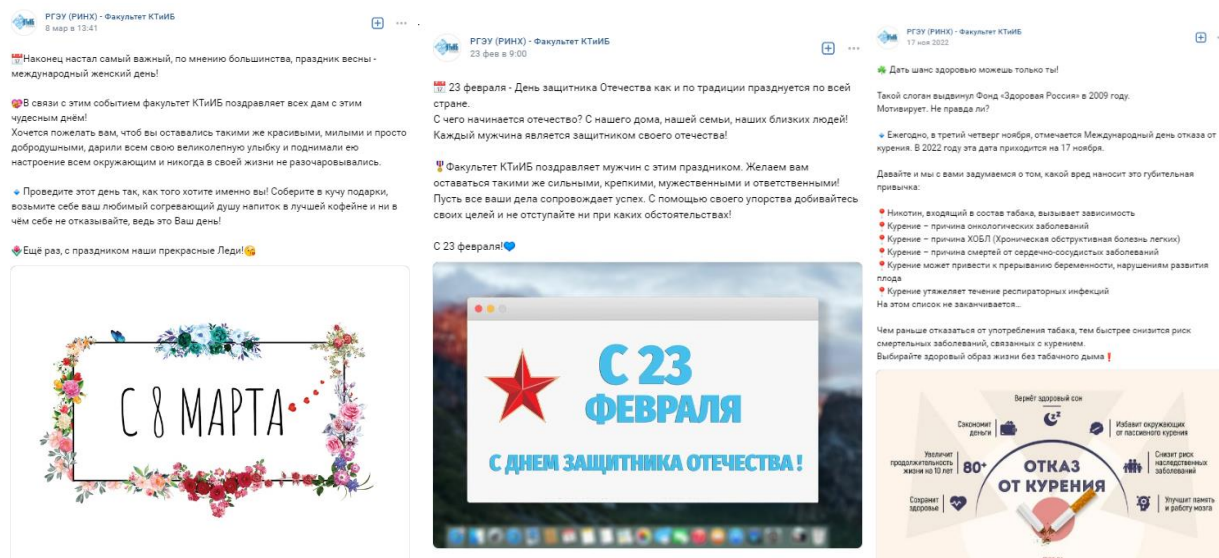 РГЭУ (РИНХ) - Факультет КТиИБ
8 мар в 13:41
📅Наконец настал самый важный, по мнению большинства, праздник весны -
международный женский день!
💝В связи с этим событием факультет КТиИБ поздравляет всех дам с этим
чудесным днём!
Хочется пожелать вам, чтоб вы оставались такими же красивыми, милыми и просто
добродушными, дарили всем свою великолепную улыбку и поднимали ею
настроение всем окружающим и никогда в своей жизни не разочаровывались.
🔹 Проведите этот день так, как того хотите именно вы! Соберите в кучу подарки,
возьмите себе ваш любимый согревающий душу напиток в лучшей кофейне и ни в
чём себе не отказывайте, ведь это Ваш день!
🌷Ещё раз, с праздником наши прекрасные Леди!😘
С 8 МАРТА
РГЭУ (РИНХ) - Факультет КТиИБ
23 фев в 9:00
📅 23 февраля - День защитника Отечества как и по традиции празднуется по всей
стране.
С чего начинается отечество? С нашего дома, нашей семьи, наших близких людей!
Каждый мужчина является защитником своего отечества!
🎖Факультет КТиИБ поздравляет мужчин с этим праздником. Желаем вам
оставаться такими же сильными, крепкими, мужественными и ответственными!
Пусть все ваши дела сопровождает успех. С помощью своего упорства добивайтесь
своих целей и не отступайте ни при каких обстоятельствах!
С 23 февраля!💙
С 23
ФЕВРАЛЯ
С ДНЕМ ЗАЩИТНИКА ОТЕЧЕСТВА !
РГЭУ (РИНХ) - Факультет КТиИБ
17 ноя 2022
☘ Дать шанс здоровью можешь только ты!
Такой слоган выдвинул Фонд «Здоровая Россия» в 2009 году.
Мотивирует. Не правда ли?
🔹 Ежегодно, в третий четверг ноября, отмечается Международный день отказа от
курения. В 2022 году эта дата приходится на 17 ноября.
Давайте и мы с вами задумаемся о том, какой вред наносит это губительная
привычка:
📍Никотин, входящий в состав табака, вызывает зависимость
📍Курение – причина онкологических заболеваний
📍Курение – причина ХОБЛ (Хроническая обструктивная болезнь легких)
📍Курение – причина смертей от сердечно-сосудистых заболеваний
📍Курение может привести к прерыванию беременности, нарушениям развития
плода
📍Курение утяжеляет течение респираторных инфекций
На этом список не заканчивается…
Чем раньше отказаться от употребления табака, тем быстрее снизится риск
смертельных заболеваний, связанных с курением.
Выбирайте здоровый образ жизни без табачного дыма❗
Вернёт здоровый сон
Сэкономит
деньги
Избавит окружающих
от пассивного курения
Увеличит
продолжительность
жизни на 10 лет
80+
Снизит риск
наследственных
заболеваний
ОТКАЗ
ОТ КУРЕНИЯ
Сохранит
здоровье
Улучшит память
и работу мозга